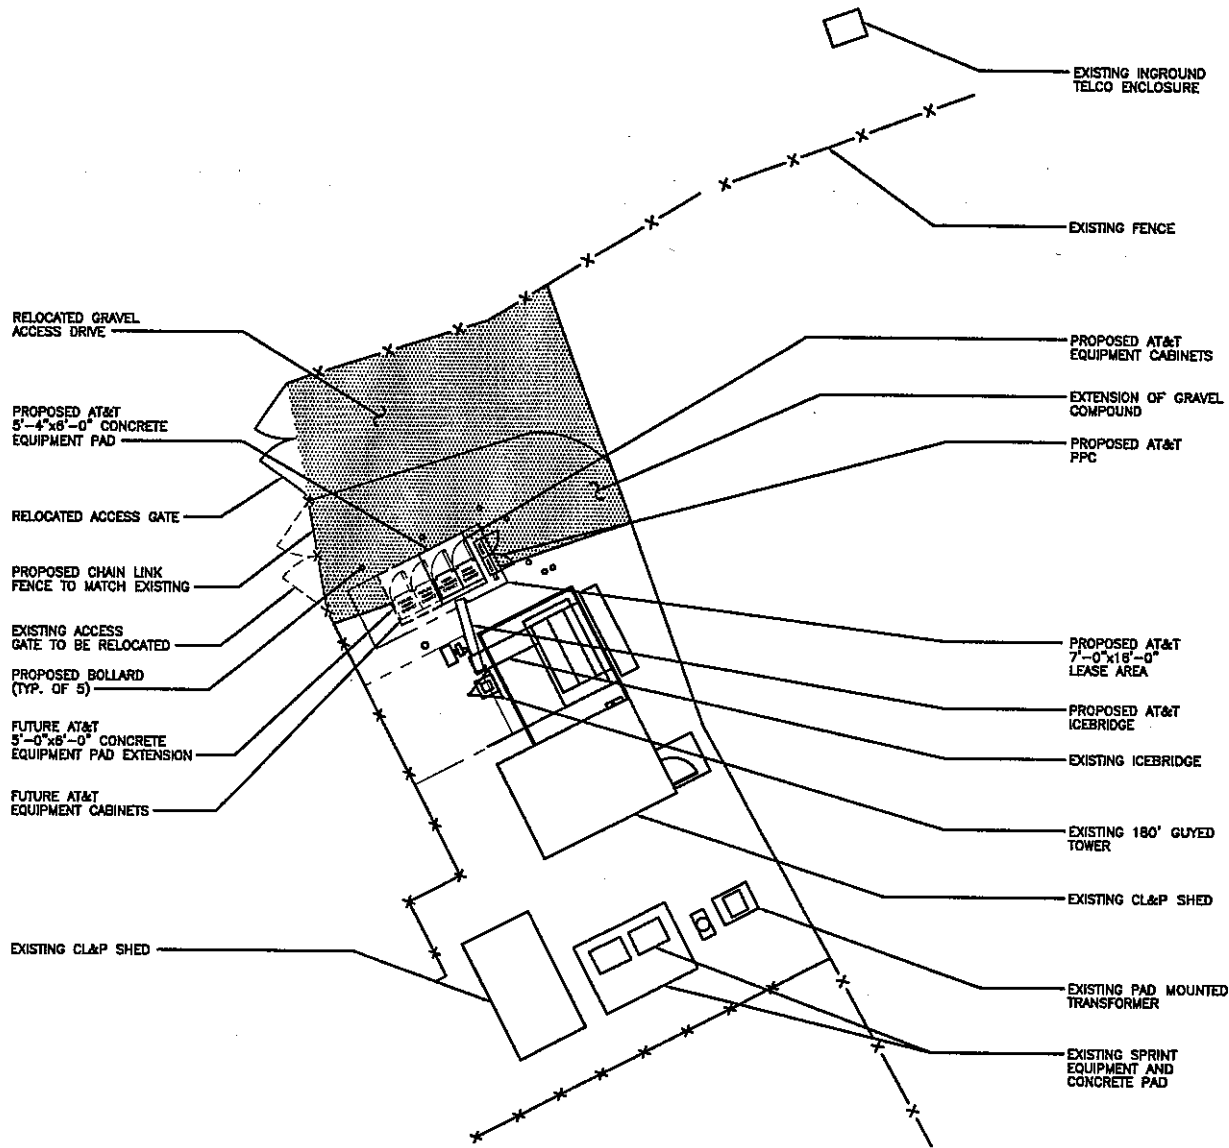 EXISTING INGROUND
TELCO ENCLOSURE
EXISTING FENCE
RELOCATED GRAVEL
ACCESS DRIVE
PROPOSED AT&T
EQUIPMENT CABINETS
PROPOSED AT&T
5'-4"x6'-0" CONCRETE
EQUIPMENT PAD
EXTENSION OF GRAVEL
COMPOUND
PROPOSED AT&T
PPC
RELOCATED ACCESS GATE
PROPOSED CHAIN LINK
FENCE TO MATCH EXISTING
EXISTING ACCESS
GATE TO BE RELOCATED
PROPOSED AT&T
7'-0"x16'-0"
LEASE AREA
PROPOSED BOLLARD
(TYP. OF 5)
PROPOSED AT&T
ICEBRIDGE
FUTURE AT&T
5'-0"x6'-0" CONCRETE
EQUIPMENT PAD EXTENSION
EXISTING ICEBRIDGE
FUTURE AT&T
EQUIPMENT CABINETS
EXISTING 180' GUYED
TOWER
EXISTING CL&P SHED
EXISTING CL&P SHED
EXISTING PAD MOUNTED
TRANSFORMER
EXISTING SPRINT
EQUIPMENT AND
CONCRETE PAD